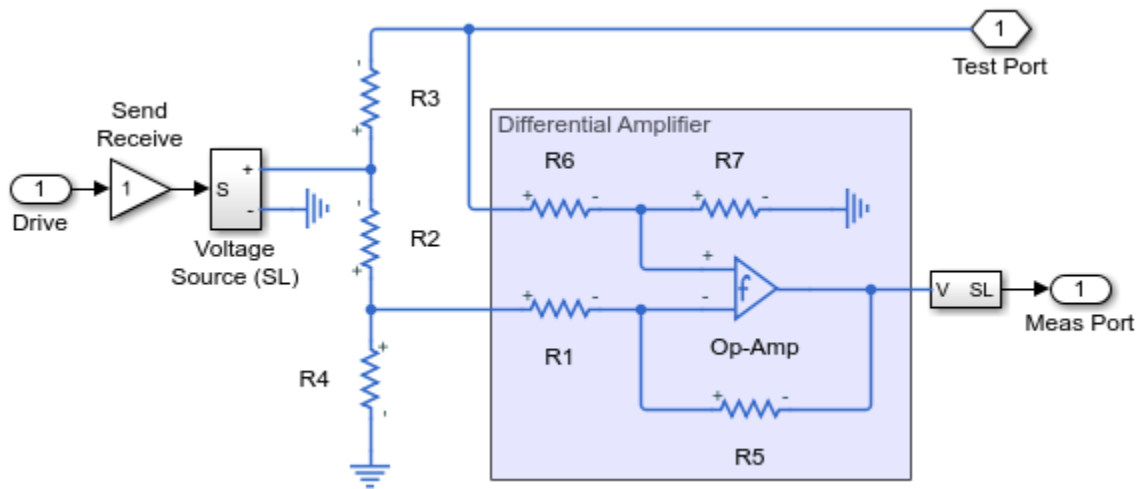 1
Test Port
R3
Send
Receive
Differential Amplifier
R6
R7
1
Drive
1
S
+
-
Voltage
Source (SL)
R2
+
-
f
Op-Amp
R1
R4
R5
V SL
1
Meas Port